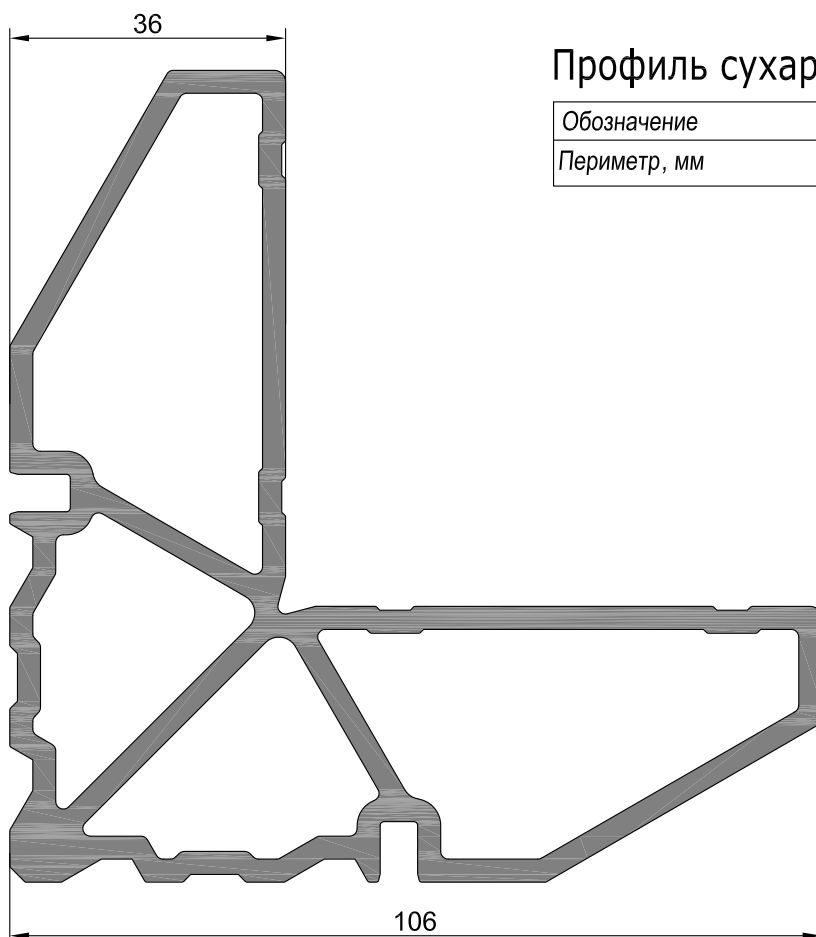 36
Профиль сухар
Обозначение
Периметр, мм
106